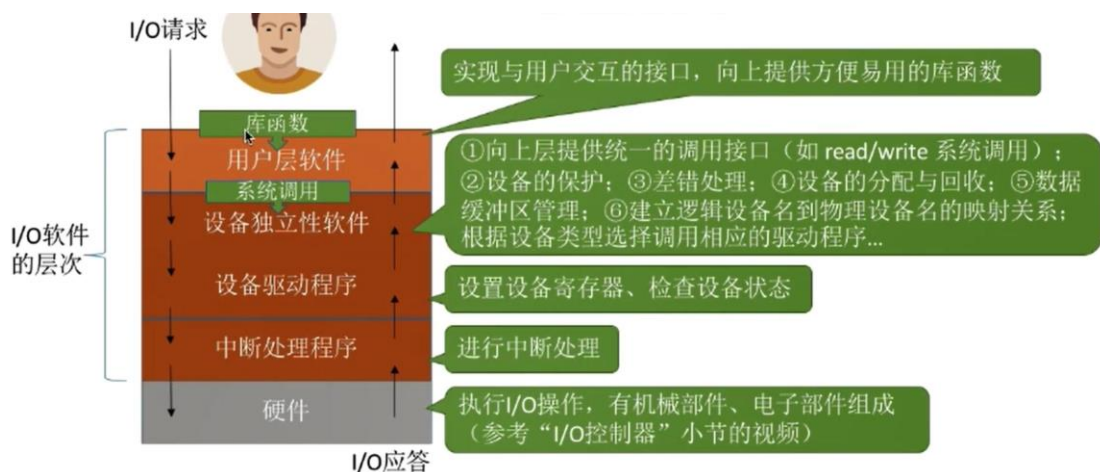 I/O请求
实现与用户交互的接口，向上提供方便易用的库函数
库函数
用户层软件
①向上层提供统一的调用接口（如 read/write 系统调用）；
②设备的保护；③差错处理；④设备的分配与回收；⑤数据
缓冲区管理；⑥建立逻辑设备名到物理设备名的映射关系；
根据设备类型选择调用相应的驱动程序...
系统调用
设备独立性软件
I/O软件
的层次
设备驱动程序
设置设备寄存器、检查设备状态
中断处理程序
进行中断处理
硬件
执行I/O操作，有机械部件、电子部件组成
（参考“I/O控制器”小节的视频）
I/O应答